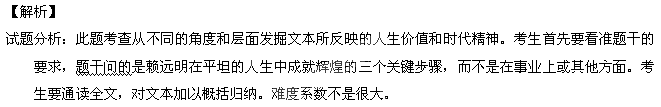 【解析】
试题分析：此题考查从不同的角度和层面发掘文本所反映的人生价值和时代精神。考生首先要看准题干的
要求，题干问的是赖远明在平坦的人生中成就辉煌的三个关键步骤，而不是在事业上或其他方面。考
生要通读全文，对文本加以概括归纳。难度系数不是很大。